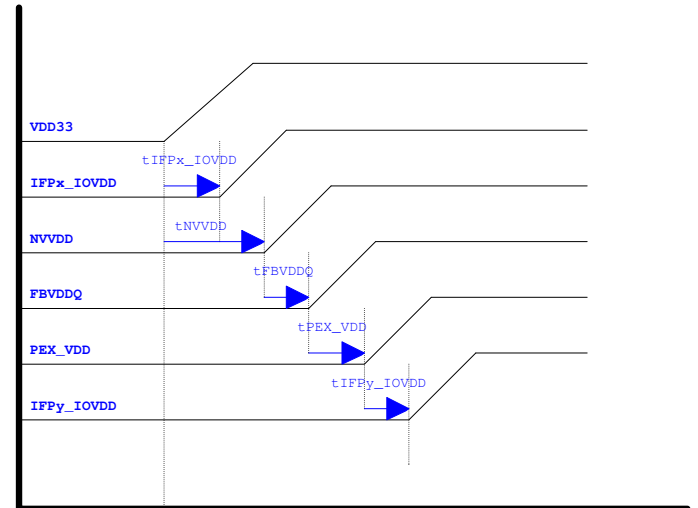 VDD33
tIFPx_IOVDD
IFPx_IOVDD
tNVVDD
NVVDD
tFBVDDQ
FBVDDQ
tPEX_VDD
PEX_VDD
tIFPy_IOVDD
IFPy_IOVDD